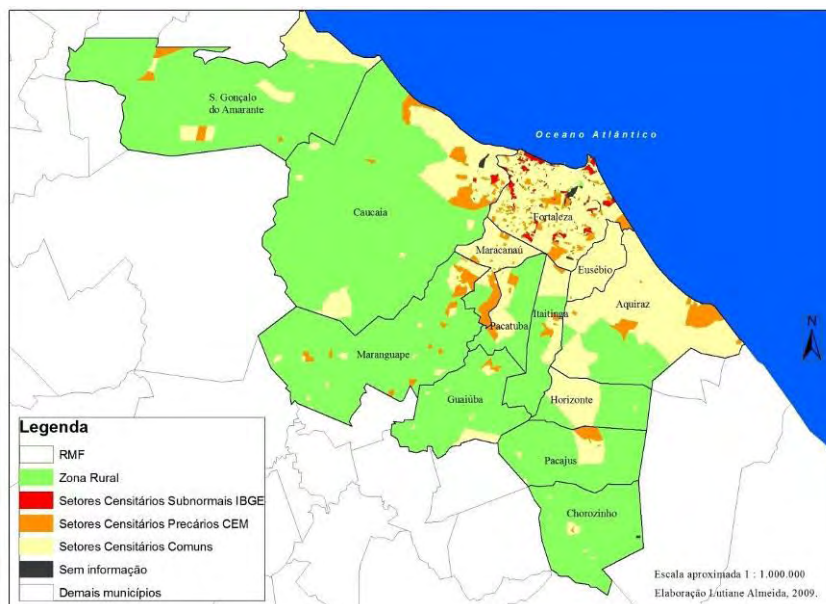 S. Gonçalo
do Amarante
Oceano Atlântico
Fortaleza
Caucaia
Maracanaú
Eusébio
Aquiraz
Itaitinga
Pacatuba
Maranguape
Guaiúba
Horizonte
Pacajus
Chorozinho
N
Legenda
RMF
Zona Rural
Setores Censitários Subnormais IBGE
Setores Censitários Precários CEM
Setores Censitários Comuns
Sem informação
Demais municípios
Escala aproximada 1 : 1.000.000
Elaboração Lutiane Almeida, 2009.